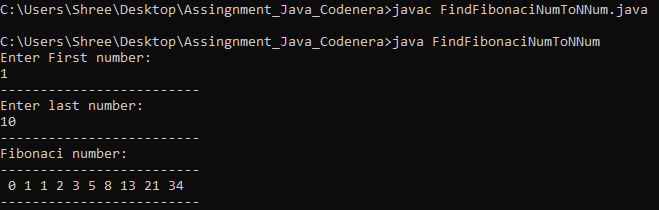 C:\Users\Shree\Desktop\Assingnment_Java_Codenera>javac FindFibonaciNumToNNum.java
C:\Users\Shree\Desktop\Assingnment_Java_Codenera>java FindFibonaciNumToNNum
Enter First number:
1
-------------------------
Enter last number:
10
-------------------------
Fibonaci number:
-------------------------
 0 1 1 2 3 5 8 13 21 34
-------------------------